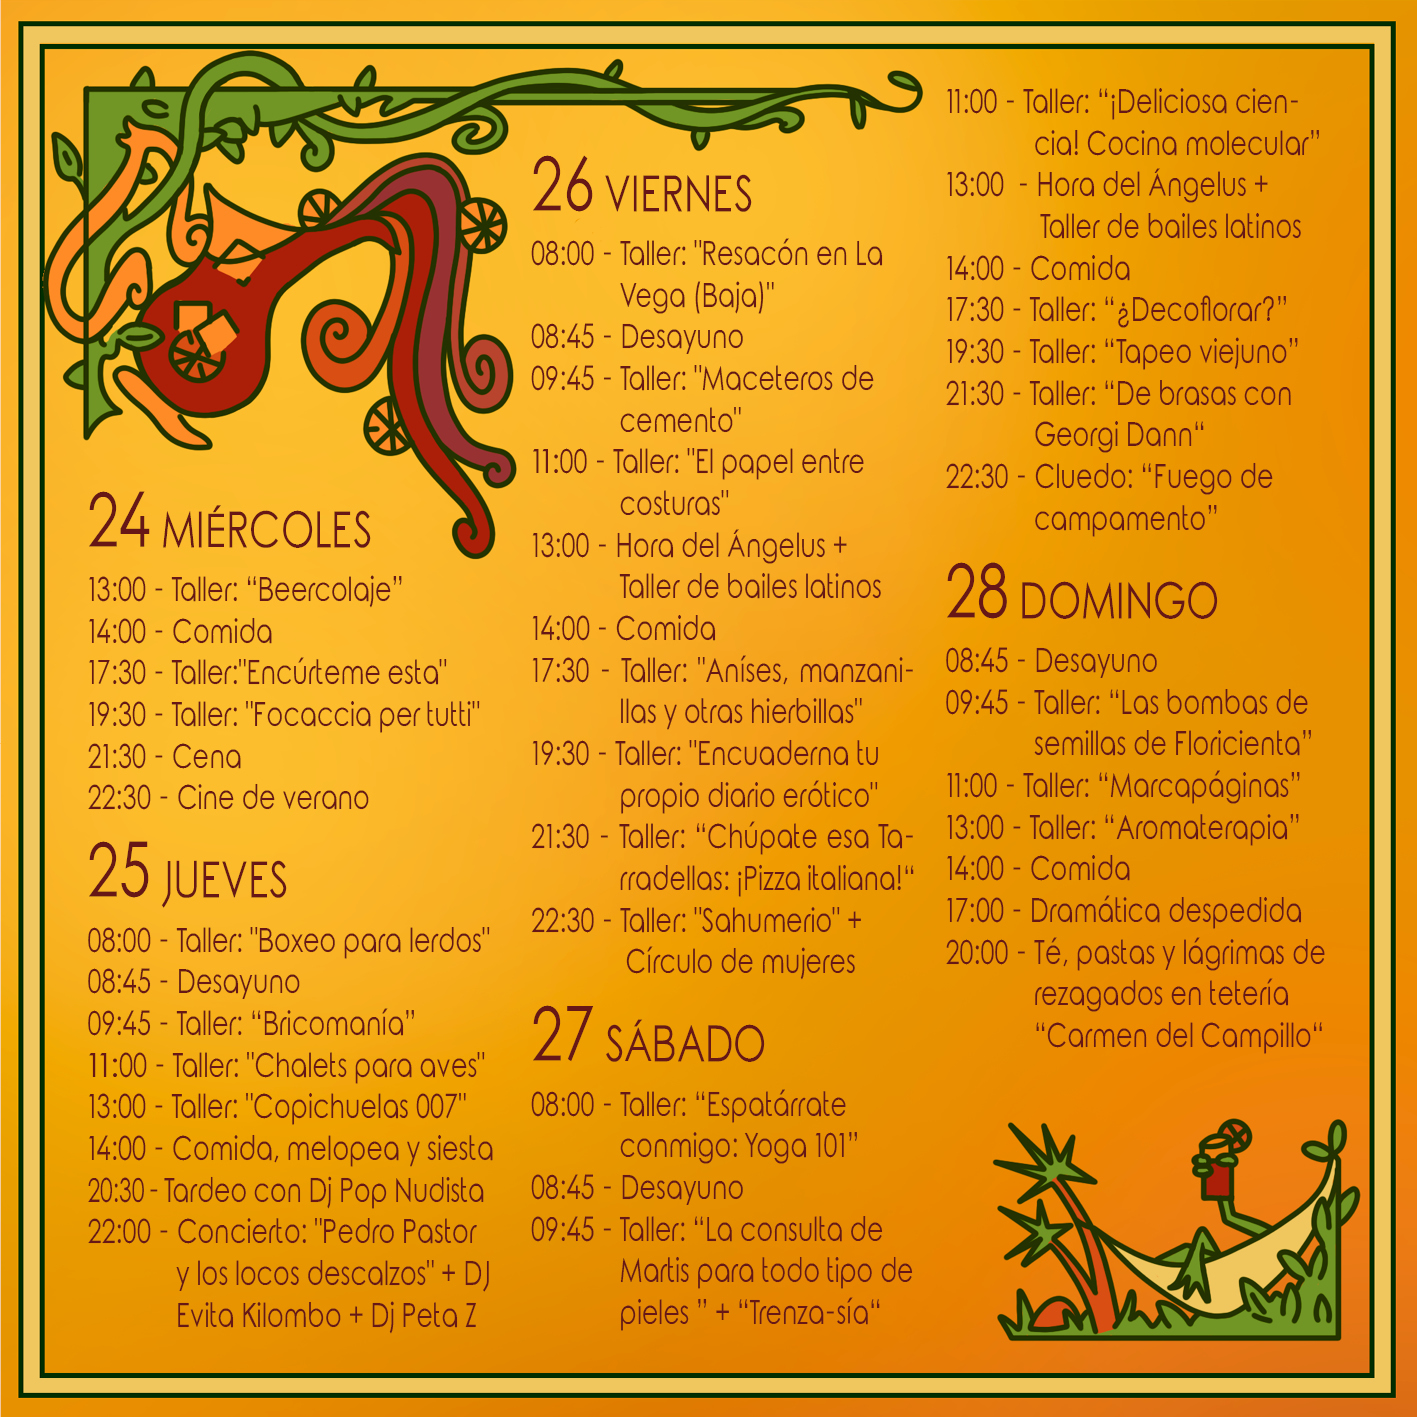 24 MIÉRCOLES
13:00 - Taller: “Beercolaje”
14:00 - Comida
17:30 - Taller:"Encúrteme esta"
19:30 - Taller: "Focaccia per tutti"
21:30 - Cena
22:30 - Cine de verano
25 JUEVES
08:00 - Taller: "Boxeo para lerdos"
08:45 - Desayuno
09:45 - Taller: “Bricomanía”
11:00 - Taller: "Chalets para aves"
13:00 - Taller: "Copichuelas 007"
14:00 - Comida, melopea y siesta
20:30 - Tardeo con Dj Pop Nudista
22:00 - Concierto: "Pedro Pastor
y los locos descalzos" + DJ
Evita Kilombo + Dj Peta Z
26 VIERNES
08:00 - Taller: "Resacón en La
Vega (Baja)"
08:45 - Desayuno
09:45 - Taller: "Maceteros de
cemento"
11:00 - Taller: "El papel entre
costuras"
13:00 - Hora del Ángelus +
Taller de bailes latinos
14:00 - Comida
17:30 - Taller: "Aníses, manzani-
llas y otras hierbillas"
19:30 - Taller: "Encuaderna tu
propio diario erótico"
21:30 - Taller: “Chúpate esa Ta-
rradellas: ¡Pizza italiana!“
22:30 - Taller: "Sahumerio" +
Círculo de mujeres
27 SÁBADO
08:00 - Taller: “Espatárrate
conmigo: Yoga 101”
08:45 - Desayuno
09:45 - Taller: “La consulta de
Martis para todo tipo de
pieles ” + “Trenza-sía“
11:00 - Taller: “¡Deliciosa cien-
cia! Cocina molecular”
13:00 - Hora del Ángelus +
Taller de bailes latinos
14:00 - Comida
17:30 - Taller: “¿Decoflorar?”
19:30 - Taller: “Tapeo viejuno”
21:30 - Taller: “De brasas con
Georgi Dann“
22:30 - Cluedo: “Fuego de
campamento”
28 DOMINGO
08:45 - Desayuno
09:45 - Taller: “Las bombas de
semillas de Floricienta”
11:00 - Taller: “Marcapáginas”
13:00 - Taller: “Aromaterapia”
14:00 - Comida
17:00 - Dramática despedida
20:00 - Té, pastas y lágrimas de
rezagados en tetería
“Carmen del Campillo“